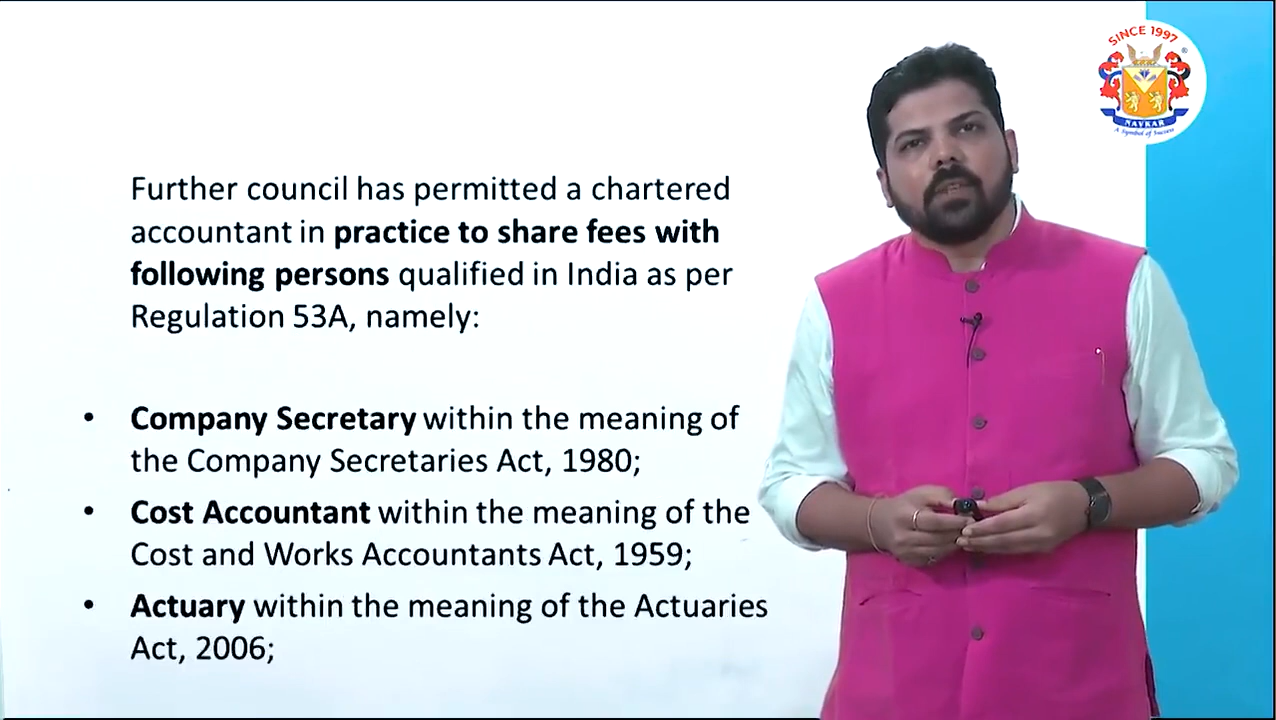 SINCE 1997
®
NAVKAR
A Symbol of Success
Further council has permitted a chartered
accountant in practice to share fees with
following persons qualified in India as per
Regulation 53A, namely:
• Company Secretary within the meaning of
the Company Secretaries Act, 1980;
• Cost Accountant within the meaning of the
Cost and Works Accountants Act, 1959;
• Actuary within the meaning of the Actuaries
Act, 2006;